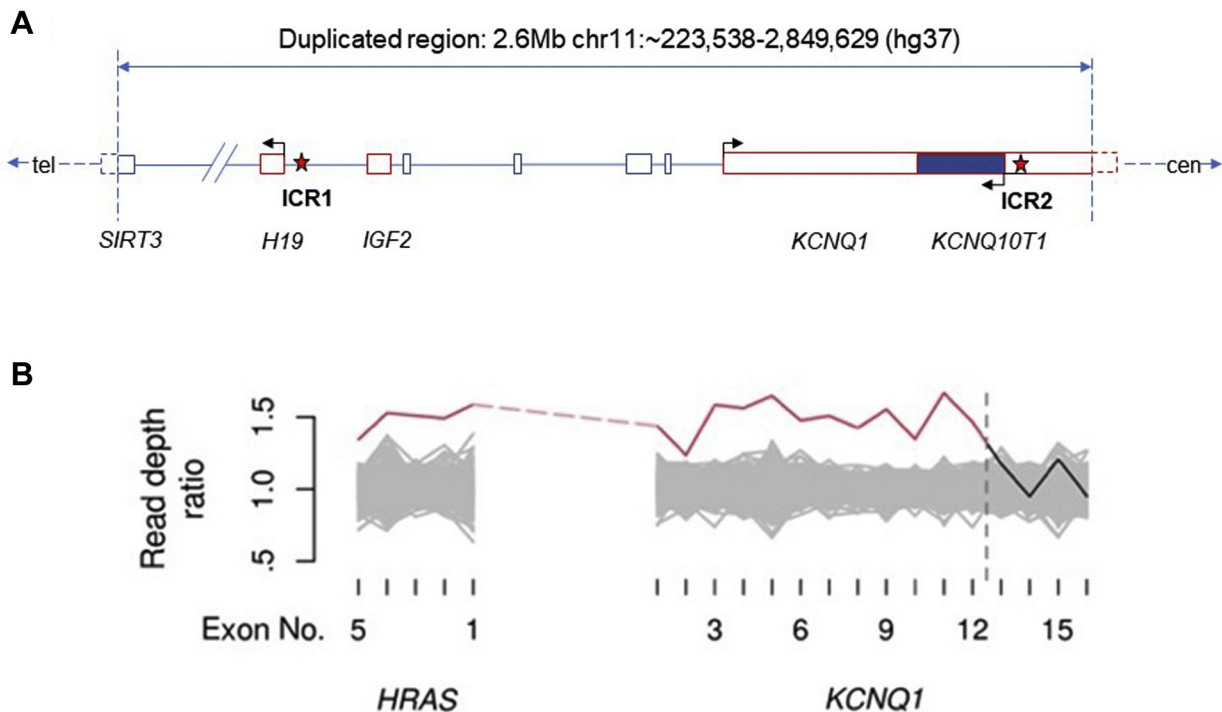 A
Duplicated region: 2.6Mb chr11:~223,538-2,849,629 (hg37)
tel
cen
ICR1
ICR2
SIRT3
H19
IGF2
KCNQ1
KCNQ10T1
B
Read depth
ratio
1.5
1.0
.5
Exon No. 5 1 3 6 9 12 15
HRAS
KCNQ1